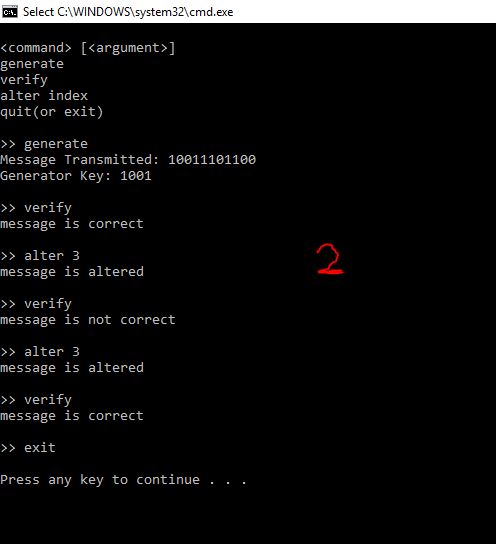 Select C:\WINDOWS\system32\cmd.exe
<command> [<argument>]
generate
verify
alter index
quit(or exit)
>> generate
Message Transmitted: 10011101100
Generator Key: 1001
>> verify
message is correct
>> alter 3
message is altered
2
>> verify
message is not correct
>> alter 3
message is altered
>> verify
message is correct
>> exit
Press any key to continue . . .